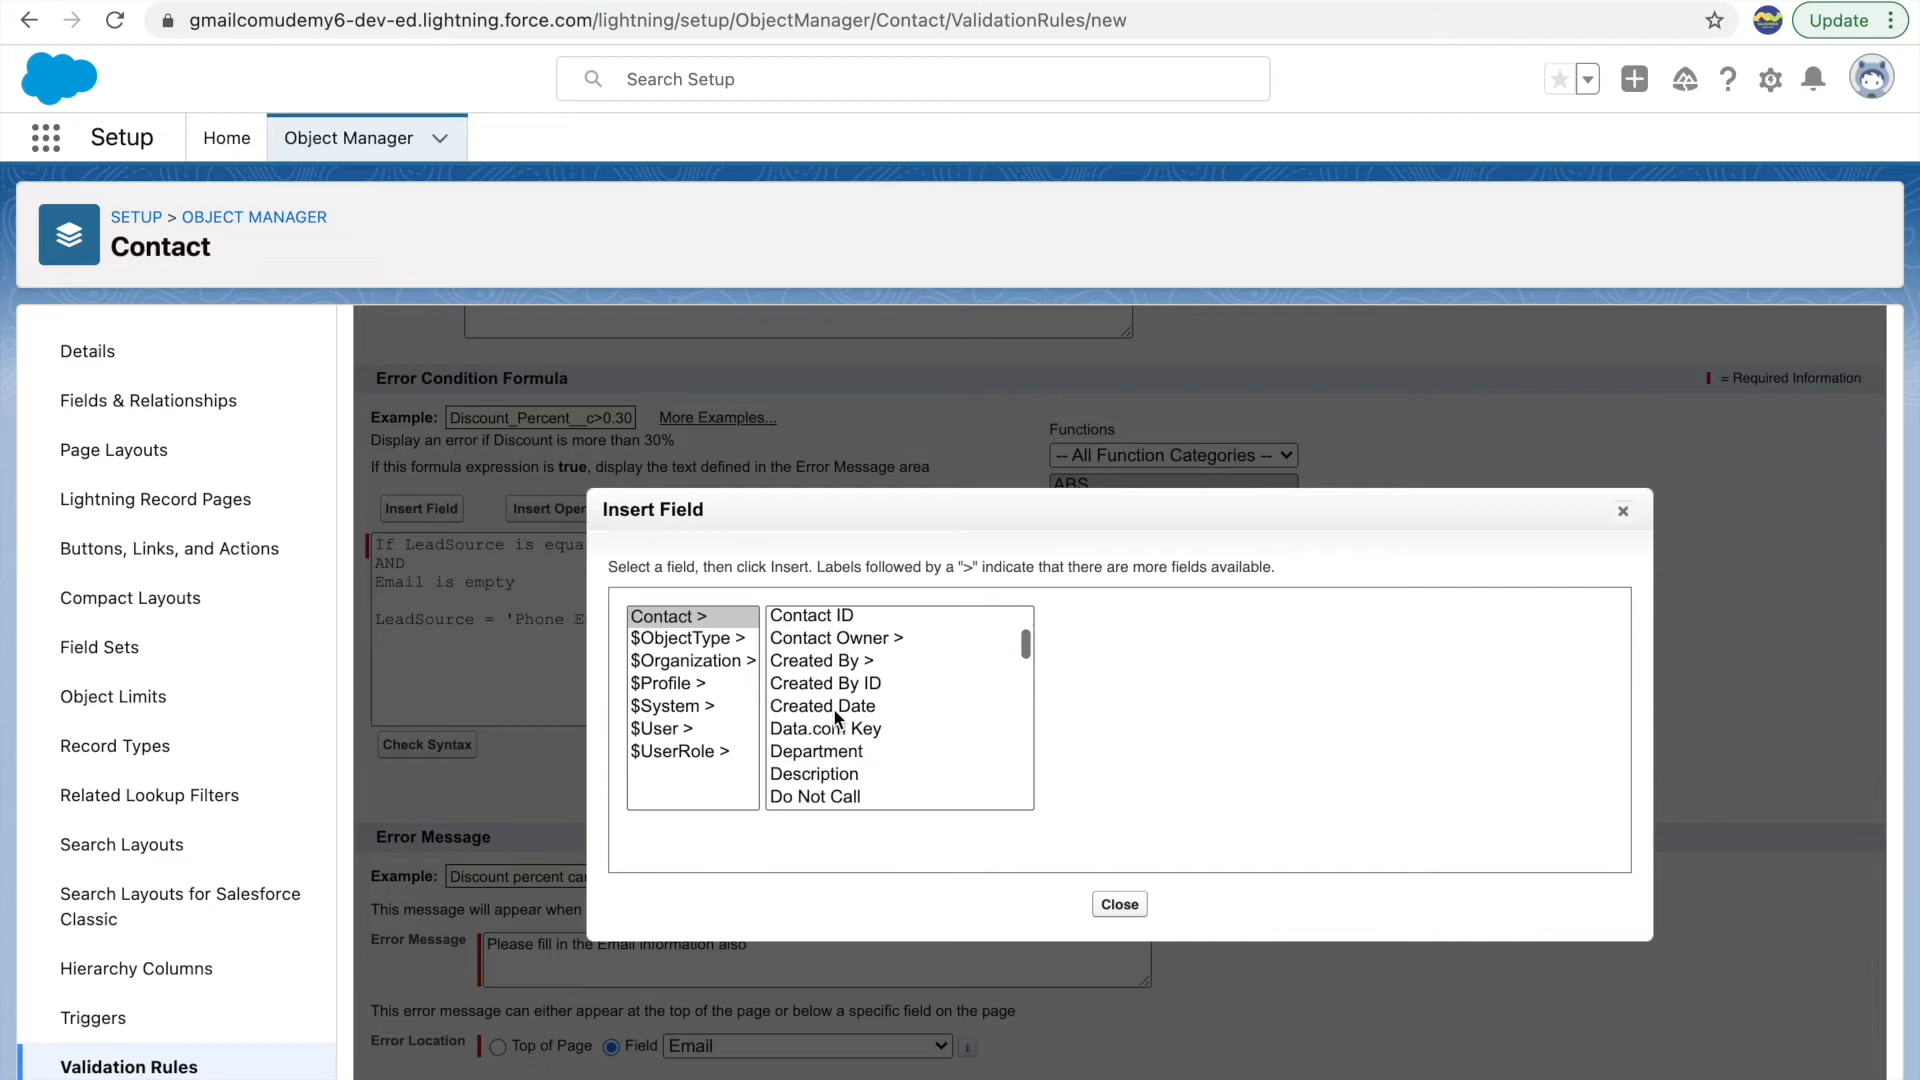 gmailcomudemy6-dev-ed.lightning.force.com/lightning/setup/ObjectManager/Contact/ValidationRules/new
Update
Search Setup
Setup
Home
Object Manager
SETUP > OBJECT MANAGER
Contact
Details
Fields & Relationships
Page Layouts
Lightning Record Pages
Buttons, Links, and Actions
Compact Layouts
Field Sets
Object Limits
Record Types
Related Lookup Filters
Search Layouts
Search Layouts for Salesforce
Classic
Hierarchy Columns
Triggers
Validation Rules
Error Condition Formula
= Required Information
Example: Discount_Percent__c>0.30 More Examples...
Display an error if Discount is more than 30%
If this formula expression is true, display the text defined in the Error Message area
Functions
-- All Function Categories --
ABS
Insert Field
Insert Oper
If LeadSource is equa
AND
Email is empty
LeadSource = 'Phone E
Check Syntax
Insert Field
Select a field, then click Insert. Labels followed by a ">" indicate that there are more fields available.
Contact >
$ObjectType >
$Organization >
$Profile >
$System >
$User >
$UserRole >
Contact ID
Contact Owner >
Created By >
Created By ID
Created Date
Data.com Key
Department
Description
Do Not Call
Close
Error Message
Example: Discount percent ca
This message will appear when
Error Message
Please fill in the Email information also
This error message can either appear at the top of the page or below a specific field on the page
Error Location Top of Page Field Email